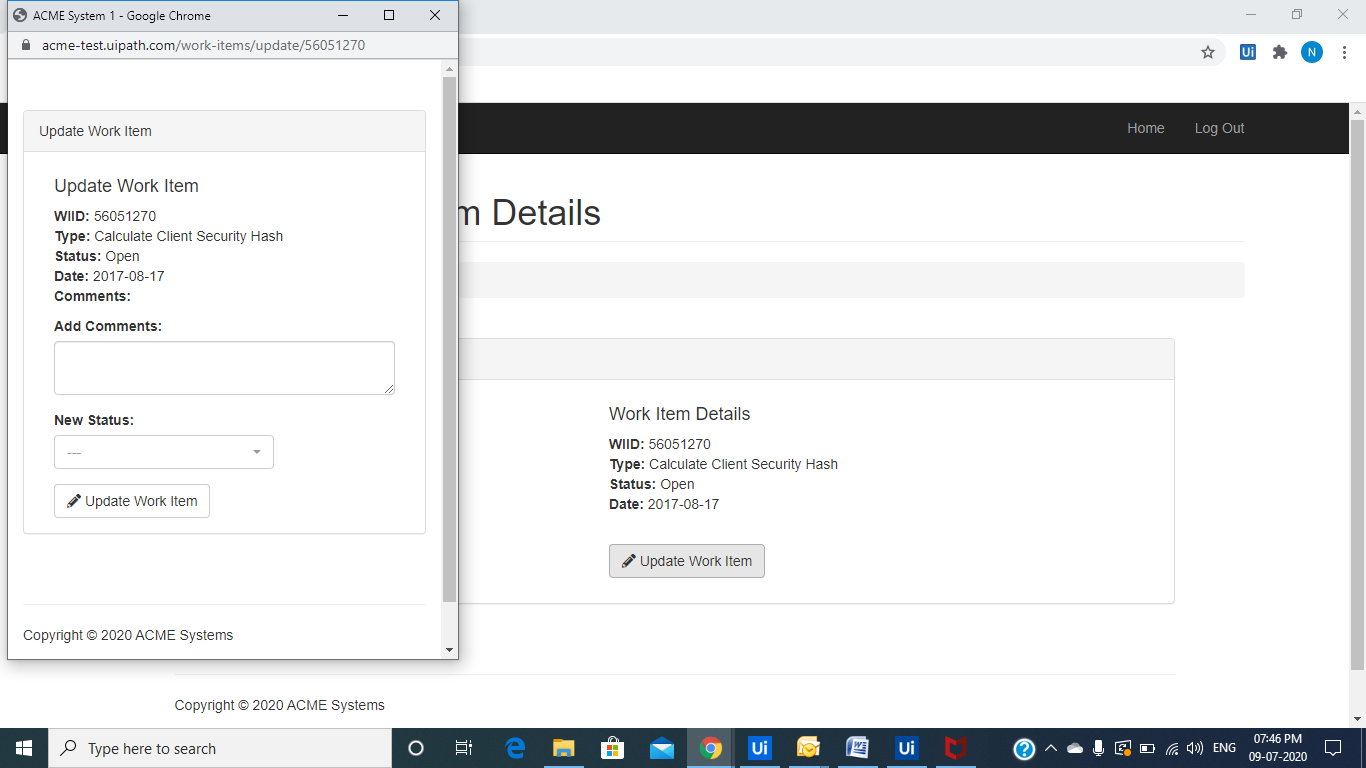 ACME System 1 - Google Chrome
acme-test.uipath.com/work-items/update/56051270
Update Work Item
Update Work Item
WIID: 56051270
Type: Calculate Client Security Hash
Status: Open
Date: 2017-08-17
Comments:
Add Comments:
New Status:
---
Update Work Item
Copyright © 2020 ACME Systems
Ui
N
Home
Log Out
m Details
Work Item Details
WIID: 56051270
Type: Calculate Client Security Hash
Status: Open
Date: 2017-08-17
Update Work Item
Copyright © 2020 ACME Systems
Type here to search
Ui
Ui
ENG
07:46 PM
09-07-2020